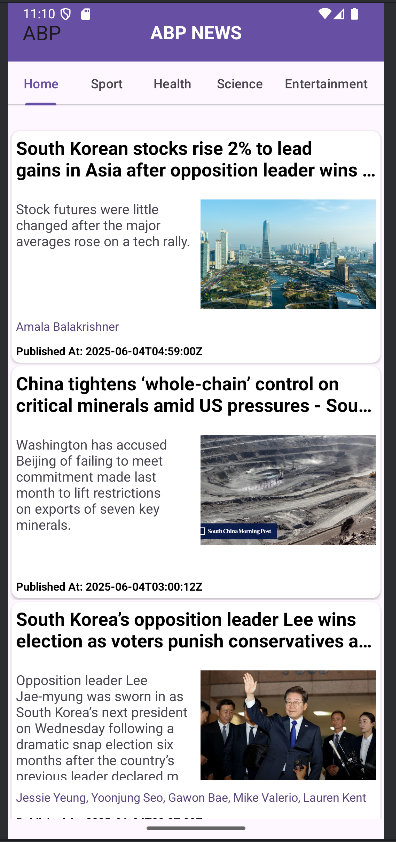 11:10
ABP
ABP NEWS
Home Sport Health Science Entertainment
South Korean stocks rise 2% to lead
gains in Asia after opposition leader wins ...
Stock futures were little
changed after the major
averages rose on a tech rally.
Amala Balakrishner
Published At: 2025-06-04T04:59:00Z
China tightens ‘whole-chain’ control on
critical minerals amid US pressures - Sou...
Washington has accused
Beijing of failing to meet
commitment made last
month to lift restrictions
on exports of seven key
minerals.
South China Morning Post
Published At: 2025-06-04T03:00:12Z
South Korea’s opposition leader Lee wins
election as voters punish conservatives a...
Opposition leader Lee
Jae-myung was sworn in as
South Korea’s next president
on Wednesday following a
dramatic snap election six
months after the country’s
previous leader declared m
Jessie Yeung, Yoonjung Seo, Gawon Bae, Mike Valerio, Lauren Kent